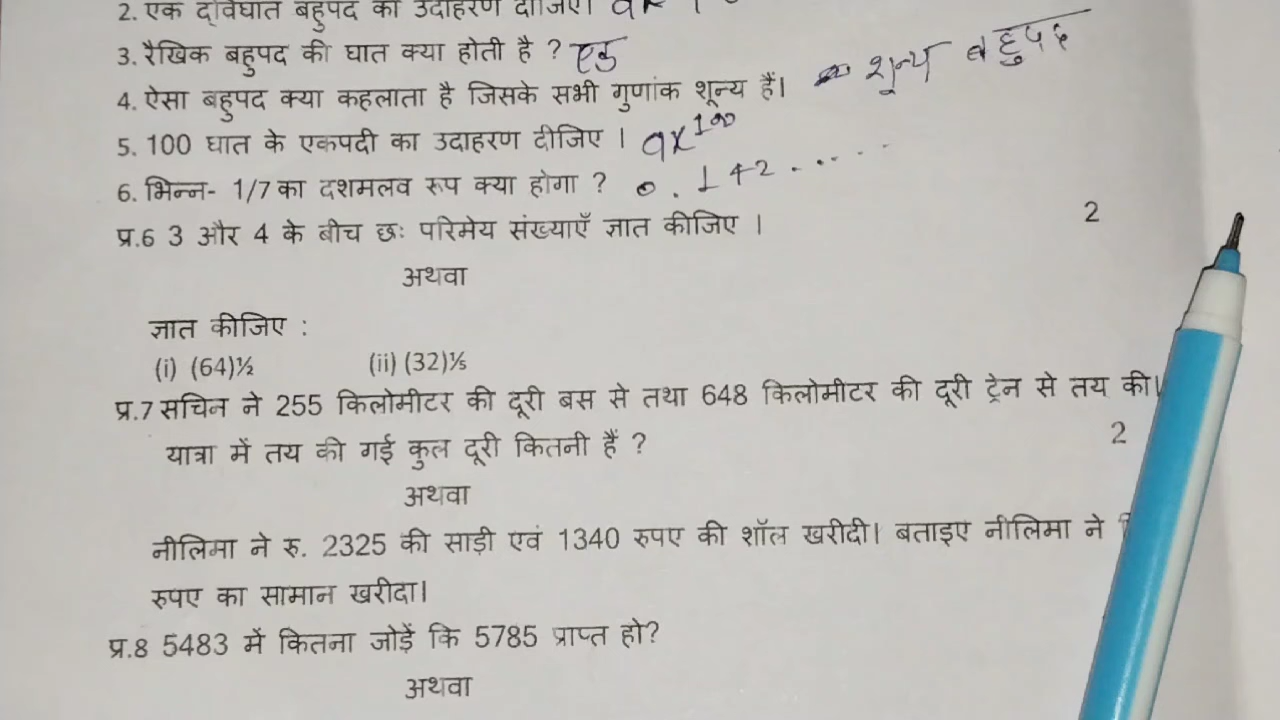 2. एक द्विघात बहुपद का उदाहरण दीजिए।
3. रैखिक बहुपद की घात क्या होती है ? एक
4. ऐसा बहुपद क्या कहलाता है जिसके सभी गुणांक शून्य हैं। शून्य बहुपद
5. 100 घात के एकपदी का उदाहरण दीजिए । 9x¹⁰⁰
6. भिन्न- 1/7 का दशमलव रूप क्या होगा ? 0.142......
प्र.6 3 और 4 के बीच छः परिमेय संख्याएँ ज्ञात कीजिए । 2
अथवा
ज्ञात कीजिए :
(i) (64)½ (ii) (32)⅕
प्र.7 सचिन ने 255 किलोमीटर की दूरी बस से तथा 648 किलोमीटर की दूरी ट्रेन से तय की।
यात्रा में तय की गई कुल दूरी कितनी हैं ? 2
अथवा
नीलिमा ने रु. 2325 की साड़ी एवं 1340 रुपए की शॉल खरीदी। बताइए नीलिमा ने
रुपए का सामान खरीदा।
प्र.8 5483 में कितना जोड़ें कि 5785 प्राप्त हो?
अथवा